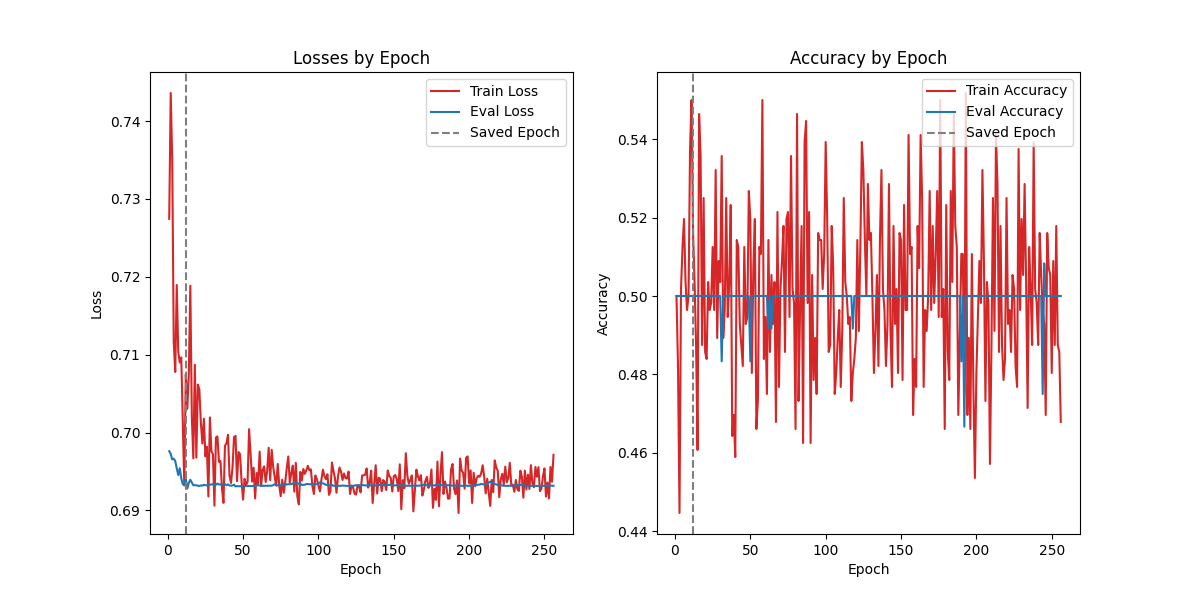 Losses by Epoch
Train Loss
Eval Loss
Saved Epoch
0.74
0.73
0.72
0.71
0.70
0.69
Loss
0
50
100
150
200
250
Epoch
Accuracy by Epoch
Train Accuracy
Eval Accuracy
Saved Epoch
0.54
0.52
0.50
0.48
0.46
0.44
Accuracy
0
50
100
150
200
250
Epoch